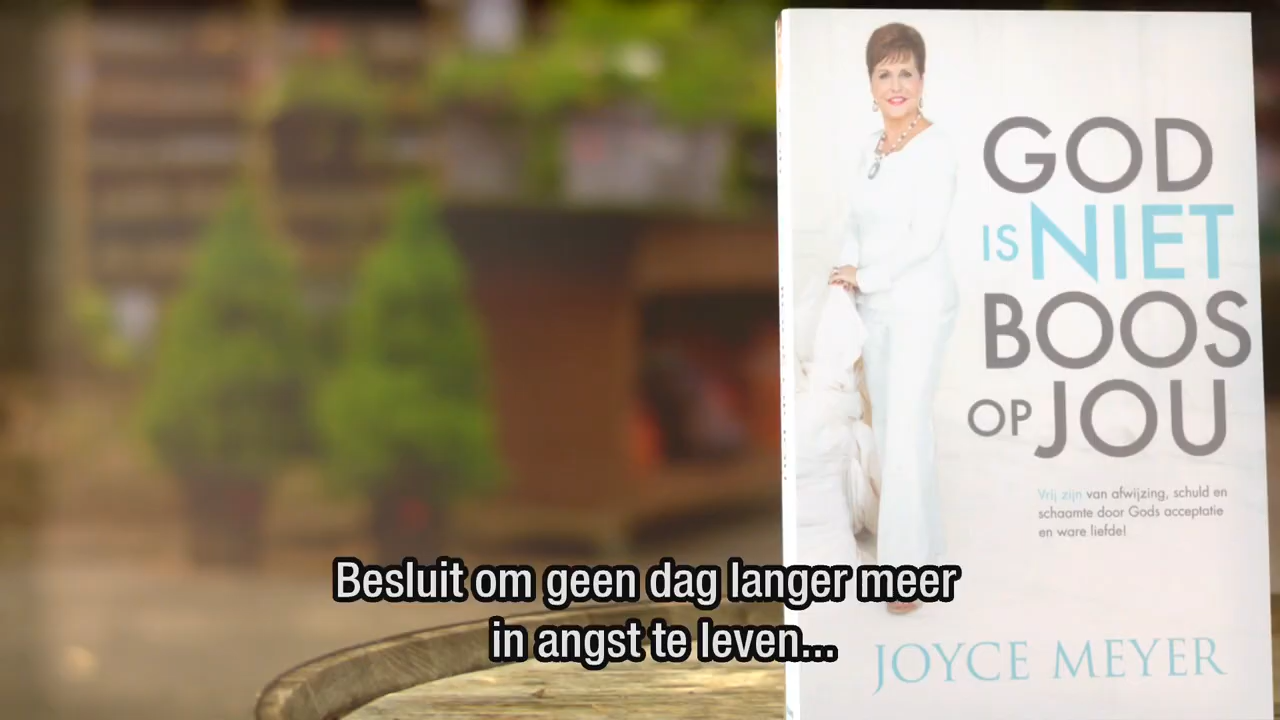 GOD
IS NIET
BOOS
OP JOU
Vrij zijn van afwijzing, schuld en
schaamte door Gods acceptatie
en ware liefde!
JOYCE MEYER
Besluit om geen dag langer meer
in angst te leven...